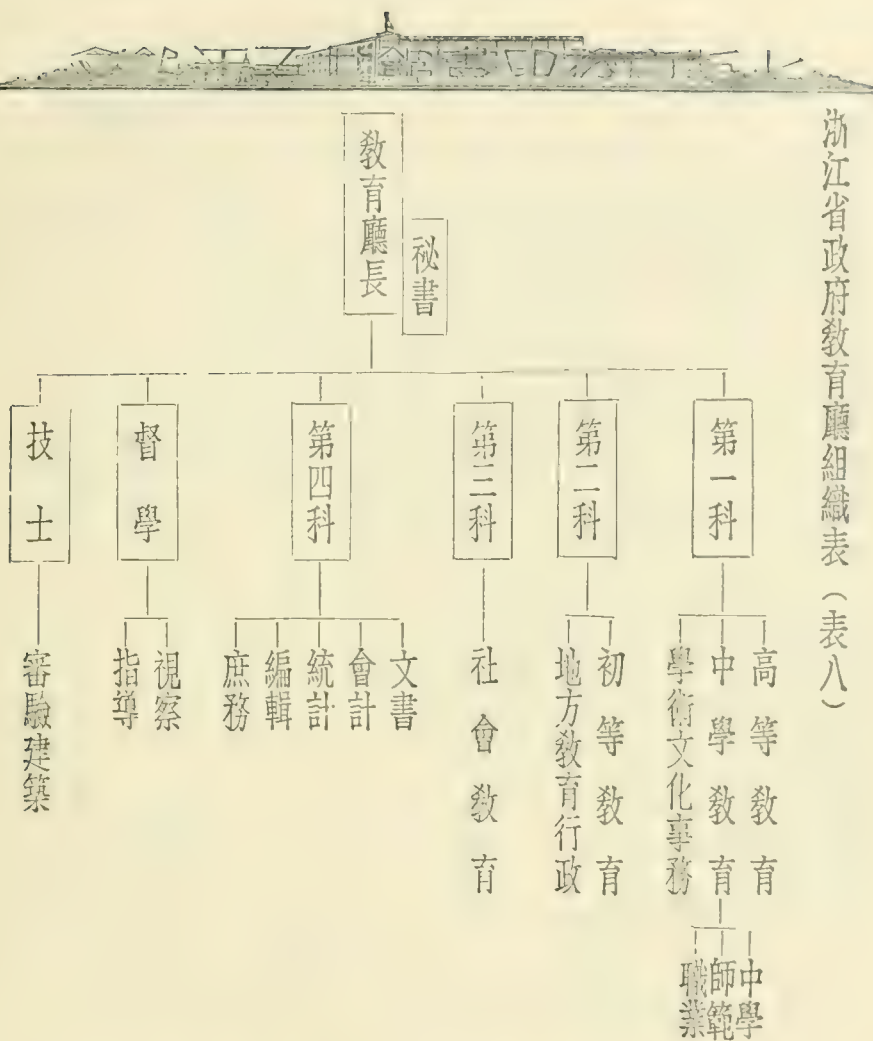 浙江省政府教育廳組織表（表八）
教育廳長
祕書
第一科
高等教育
中學教育
中學
師範
職業
學術文化事務
第二科
初等教育
地方教育行政
第三科
社會教育
第四科
文書
會計
統計
編輯
庶務
督學
視察
指導
技士
審驗建築